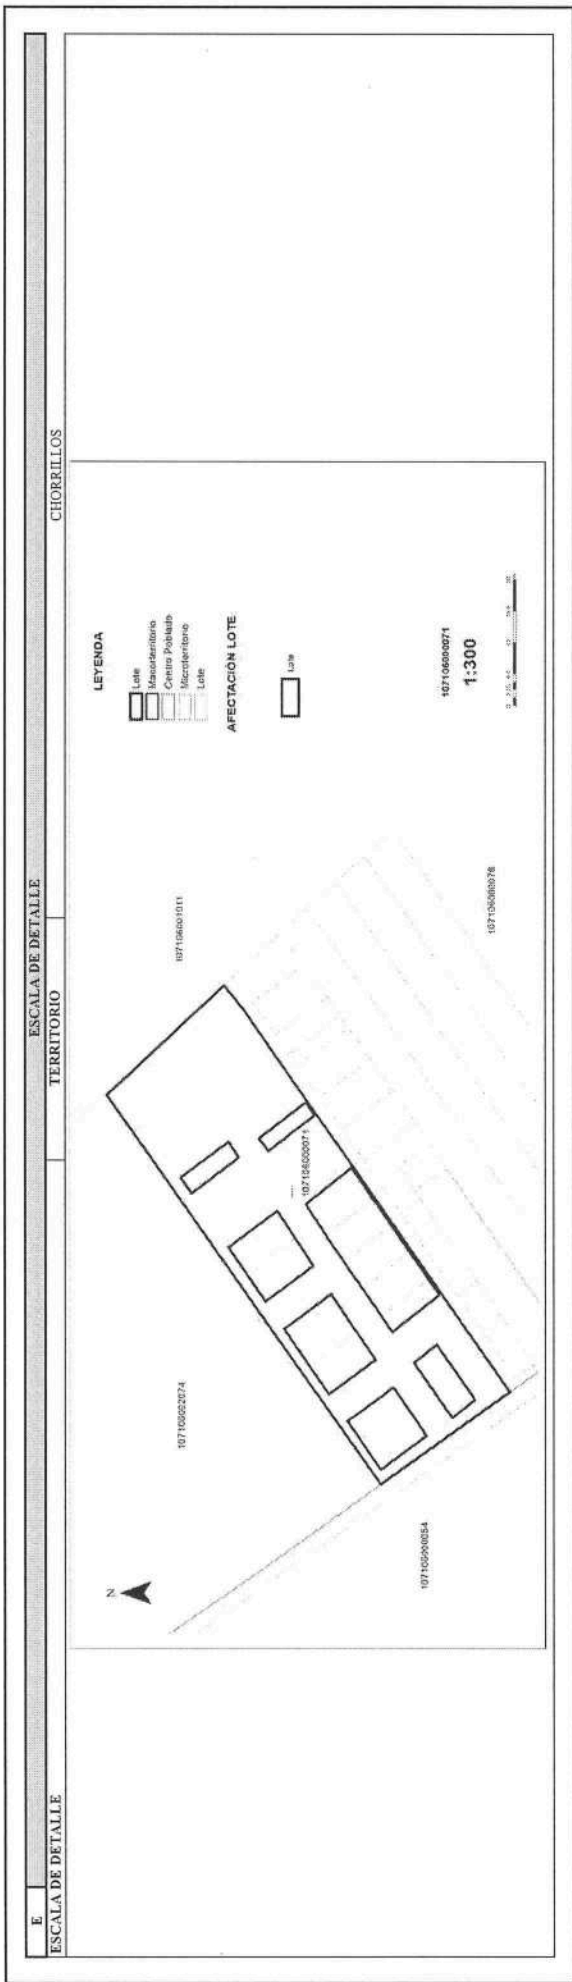 E
ESCALA DE DETALLE
ESCALA DE DETALLE
TERRITORIO
CHORRILLOS
N
107106001011
107106002074
107106000071
107106000054
107106000076
LEYENDA
Lote
Macroterritorio
Centro Poblado
Microterritorio
Lote
AFECTACIÓN LOTE
Lote
107106000071
1:300